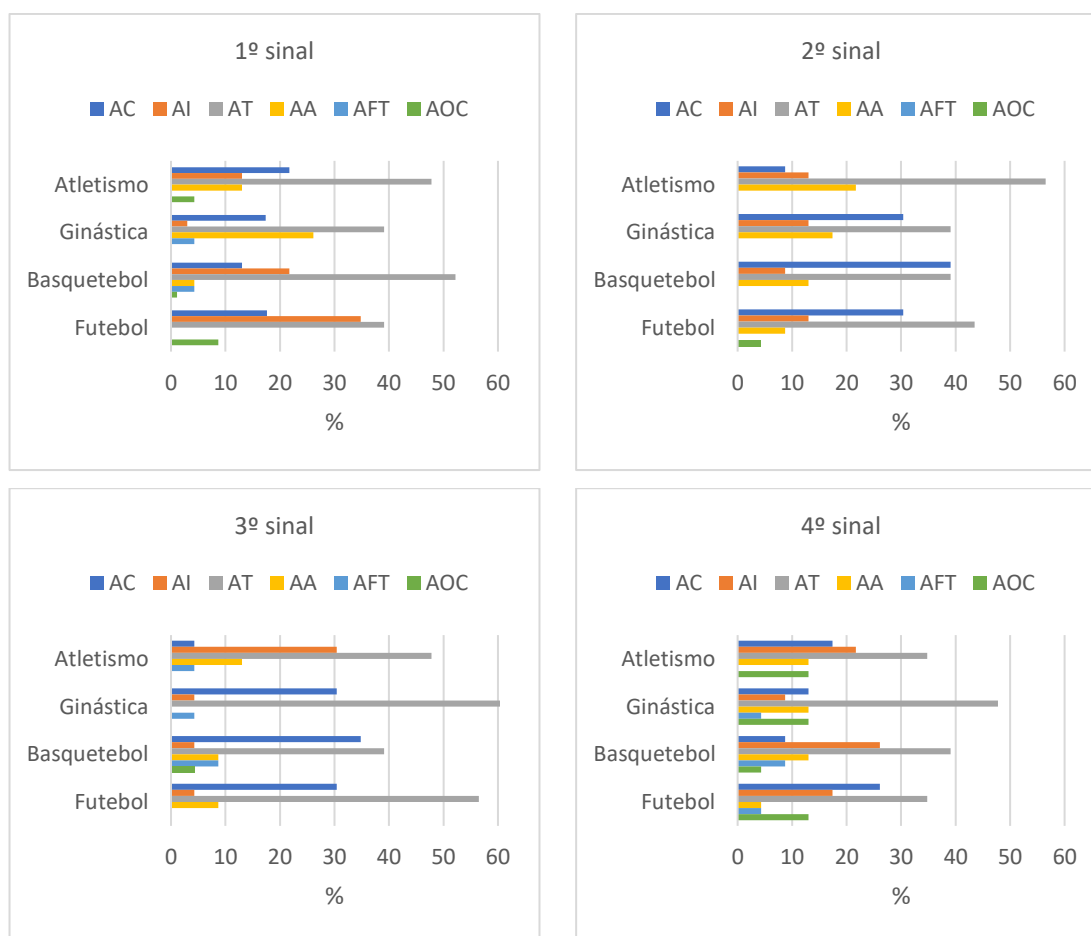 1º sinal
AC AI AT AA AFT AOC
Atletismo
Ginástica
Basquetebol
Futebol
0 10 20 30 40 50 60
%
2º sinal
AC AI AT AA AFT AOC
Atletismo
Ginástica
Basquetebol
Futebol
0 10 20 30 40 50 60
%
3º sinal
AC AI AT AA AFT AOC
Atletismo
Ginástica
Basquetebol
Futebol
0 10 20 30 40 50 60
%
4º sinal
AC AI AT AA AFT AOC
Atletismo
Ginástica
Basquetebol
Futebol
0 10 20 30 40 50 60
%